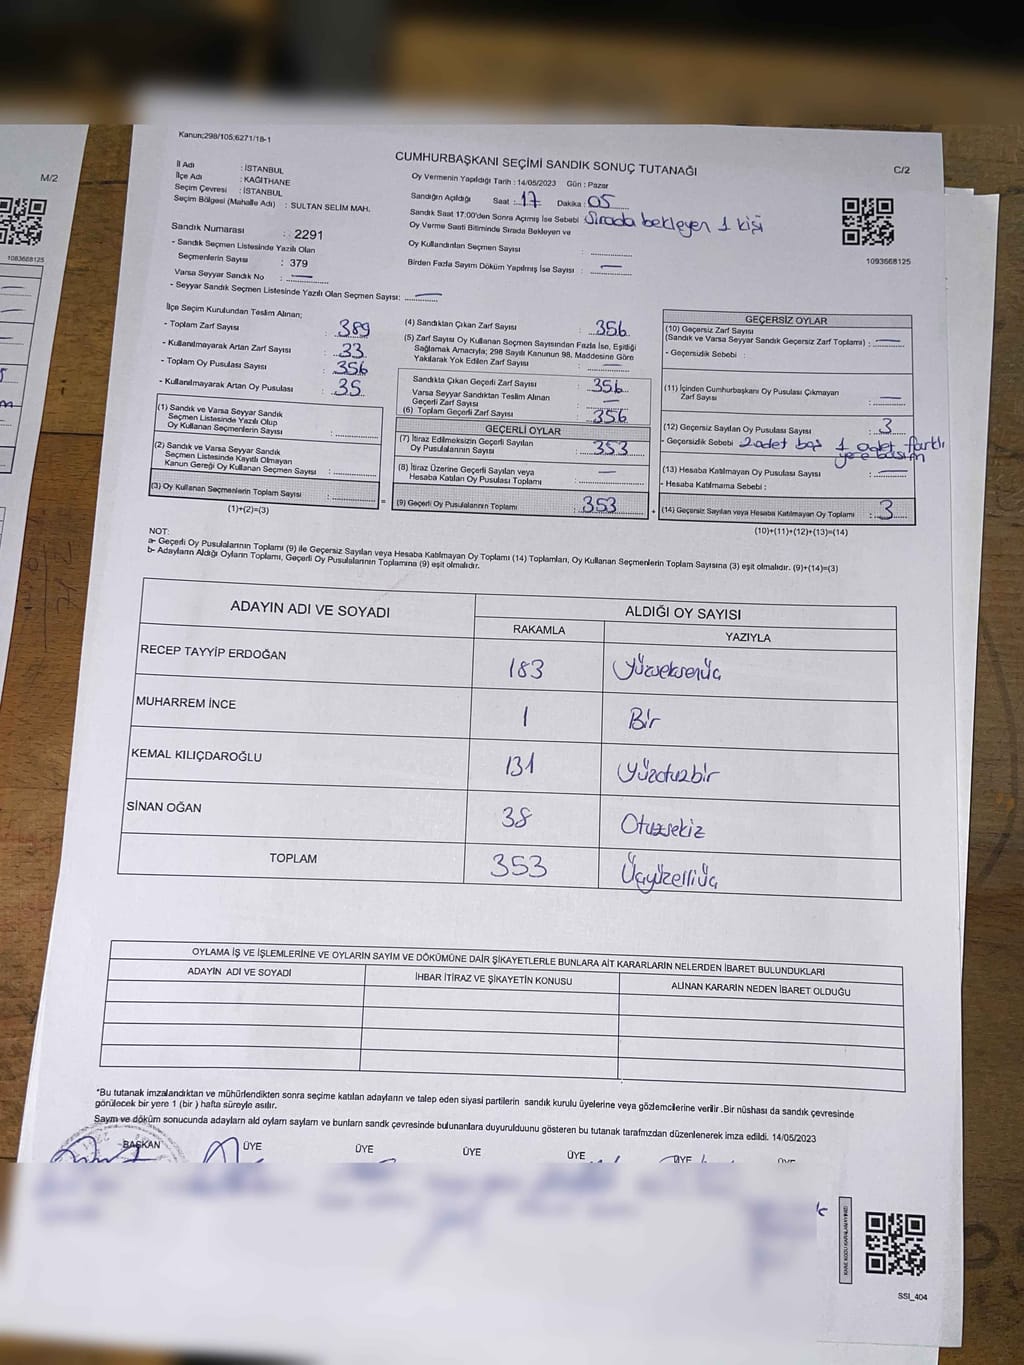 Kanun;298/105;6271/18-1
CUMHURBAŞKANI SEÇİMİ SANDIK SONUÇ TUTANAĞI
C/2
M/2
İl Adı : İSTANBUL
İlçe Adı : KAĞITHANE
Seçim Çevresi : İSTANBUL
Seçim Bölgesi (Mahalle Adı) : SULTAN SELİM MAH.
Oy Vermenin Yapıldığı Tarih : 14/05/2023 Gün : Pazar
Sandığın Açıldığı Saat : 17 Dakika : 05
Sandık Saat 17:00'den Sonra Açımış İse Sebebi Sırada bekleyen 1 kişi
Oy Verme Saati Bitiminde Sırada Bekleyen ve
Oy Kullandırılan Seçmen Sayısı :
Birden Fazla Sayım Döküm Yapılmış İse Sayısı : —
1093668125
1083668125
Sandık Numarası : 2291
- Sandık Seçmen Listesinde Yazılı Olan
Seçmenlerin Sayısı : 379
Varsa Seyyar Sandık No : —
- Seyyar Sandık Seçmen Listesinde Yazılı Olan Seçmen Sayısı: —
İlçe Seçim Kurulundan Teslim Alınan;
- Toplam Zarf Sayısı : 389
- Kullanılmayarak Artan Zarf Sayısı : 33
- Toplam Oy Pusulası Sayısı : 356
- Kullanılmayarak Artan Oy Pusulası : 35
(1) Sandık ve Varsa Seyyar Sandık
Seçmen Listesinde Yazılı Olup
Oy Kullanan Seçmenlerin Sayısı :
(2) Sandık ve Varsa Seyyar Sandık
Seçmen Listesinde Kayıtlı Olmayan
Kanun Gereği Oy Kullanan Seçmen Sayısı :
(3) Oy Kullanan Seçmenlerin Toplam Sayısı :
(1)+(2)=(3)
(4) Sandıktan Çıkan Zarf Sayısı : 356
(5) Zarf Sayısı Oy Kullanan Seçmen Sayısından Fazla İse, Eşitliği
Sağlamak Amacıyla; 298 Sayılı Kanunun 98. Maddesine Göre
Yakılarak Yok Edilen Zarf Sayısı : —
Sandıkta Çıkan Geçerli Zarf Sayısı : 356
Varsa Seyyar Sandıktan Teslim Alınan
Geçerli Zarf Sayısı : —
(6) Toplam Geçerli Zarf Sayısı : 356
GEÇERLİ OYLAR
(7) İtiraz Edilmeksizin Geçerli Sayılan
Oy Pusulalarının Sayısı : 353
(8) İtiraz Üzerine Geçerli Sayılan veya
Hesaba Katılan Oy Pusulası Toplamı : —
(9) Geçerli Oy Pusulalarının Toplamı : 353
GEÇERSİZ OYLAR
(10) Geçersiz Zarf Sayısı
(Sandık ve Varsa Seyyar Sandık Geçersiz Zarf Toplamı) : —
- Geçersizlik Sebebi :
(11) İçinden Cumhurbaşkanı Oy Pusulası Çıkmayan
Zarf Sayısı : —
(12) Geçersiz Sayılan Oy Pusulası Sayısı : 3
- Geçersizlik Sebebi 2 adet boş 1 adet farklı
yere basım
(13) Hesaba Katılmayan Oy Pusulası Sayısı : —
- Hesaba Katılmama Sebebi :
(14) Geçersiz Sayılan veya Hesaba Katılmayan Oy Toplamı : 3
(10)+(11)+(12)+(13)=(14)
NOT:
a- Geçerli Oy Pusulalarının Toplamı (9) ile Geçersiz Sayılan veya Hesaba Katılmayan Oy Toplamı (14) Toplamları, Oy Kullanan Seçmenlerin Toplam Sayısına (3) eşit olmalıdır. (9)+(14)=(3)
b- Adayların Aldığı Oyların Toplamı, Geçerli Oy Pusulalarının Toplamına (9) eşit olmalıdır.
ADAYIN ADI VE SOYADI ALDIĞI OY SAYISI
RAKAMLA YAZIYLA
RECEP TAYYİP ERDOĞAN 183 Yüzseksenüç
MUHARREM İNCE 1 Bir
KEMAL KILIÇDAROĞLU 131 Yüzotuzbir
SİNAN OĞAN 38 Otuzsekiz
TOPLAM 353 Üçyüzelliüç
OYLAMA İŞ VE İŞLEMLERİNE VE OYLARIN SAYIM VE DÖKÜMÜNE DAİR ŞİKAYETLERLE BUNLARA AİT KARARLARIN NELERDEN İBARET BULUNDUKLARI
ADAYIN ADI VE SOYADI İHBAR İTİRAZ VE ŞİKAYETİN KONUSU ALINAN KARARIN NEDEN İBARET OLDUĞU
*Bu tutanak imzalandıktan ve mühürlendikten sonra seçime katılan adayların ve talep eden siyasi partilerin sandık kurulu üyelerine veya gözlemcilerine verilir .Bir nüshası da sandık çevresinde
görülecek bir yere 1 (bir ) hafta süreyle asılır.
Sayım ve döküm sonucunda adayların ald oyların sayların ve bunların sandık çevresinde bulunanlara duyurulduunu gösteren bu tutanak tarafmzdan düzenlenerek imza edildi. 14/05/2023
BAŞKAN ÜYE ÜYE ÜYE ÜYE ÜYE ÜYE
SSI_404